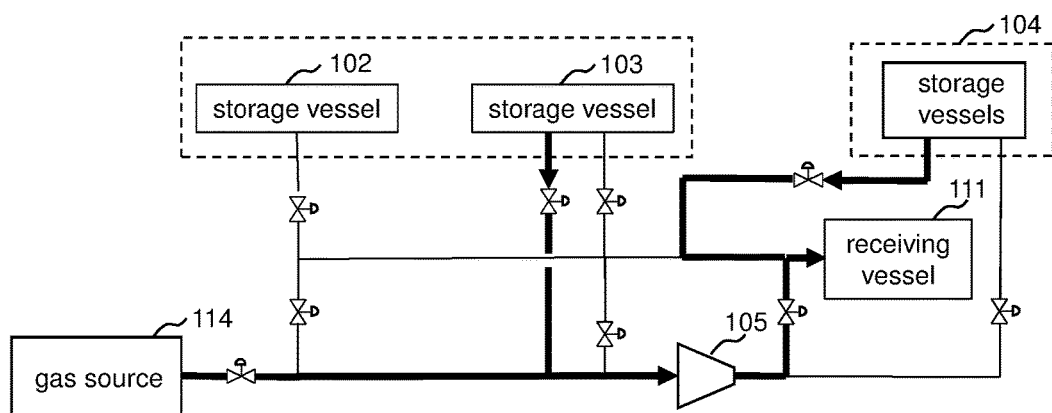 102
103
104
storage vessel
storage vessel
storage
vessels
111
receiving
vessel
114
105
gas source